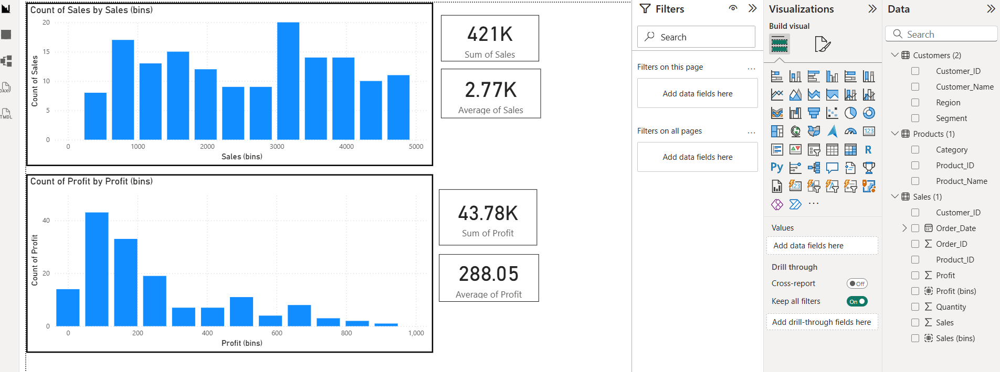 Count of Sales by Sales (bins)
20
15
10
5
0
Count of Sales
0 1000 2000 3000 4000 5000
Sales (bins)
421K
Sum of Sales
2.77K
Average of Sales
Count of Profit by Profit (bins)
40
20
0
Count of Profit
0 200 400 600 800 1,000
Profit (bins)
43.78K
Sum of Profit
288.05
Average of Profit
DAX
TMDL
Filters
Search
Filters on this page ...
Add data fields here
Filters on all pages ...
Add data fields here
Visualizations
Build visual
123
R
Py
123
...
Values
Add data fields here
Drill through
Cross-report Off
Keep all filters On
Add drill-through fields here
Data
Search
Customers (2)
Customer_ID
Customer_Name
Region
Segment
Products (1)
Category
Product_ID
Product_Name
Sales (1)
Customer_ID
Order_Date
Σ Order_ID
Product_ID
Σ Profit
Profit (bins)
Σ Quantity
Σ Sales
Sales (bins)